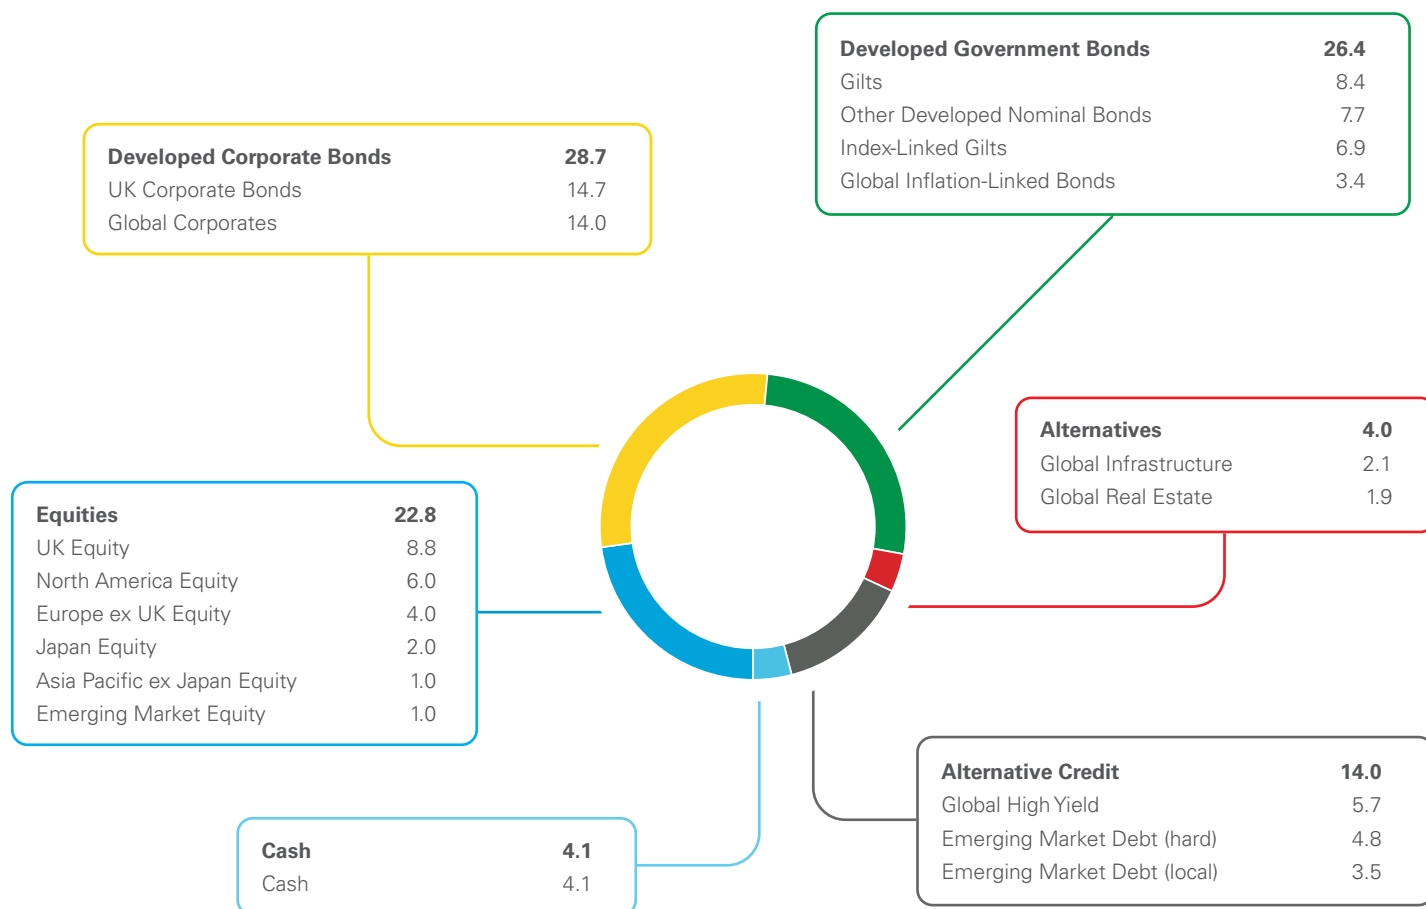 Developed Government Bonds 26.4
Gilts 8.4
Other Developed Nominal Bonds 7.7
Index-Linked Gilts 6.9
Global Inflation-Linked Bonds 3.4
Developed Corporate Bonds 28.7
UK Corporate Bonds 14.7
Global Corporates 14.0
Alternatives 4.0
Global Infrastructure 2.1
Global Real Estate 1.9
Equities 22.8
UK Equity 8.8
North America Equity 6.0
Europe ex UK Equity 4.0
Japan Equity 2.0
Asia Pacific ex Japan Equity 1.0
Emerging Market Equity 1.0
Alternative Credit 14.0
Global High Yield 5.7
Emerging Market Debt (hard) 4.8
Emerging Market Debt (local) 3.5
Cash 4.1
Cash 4.1